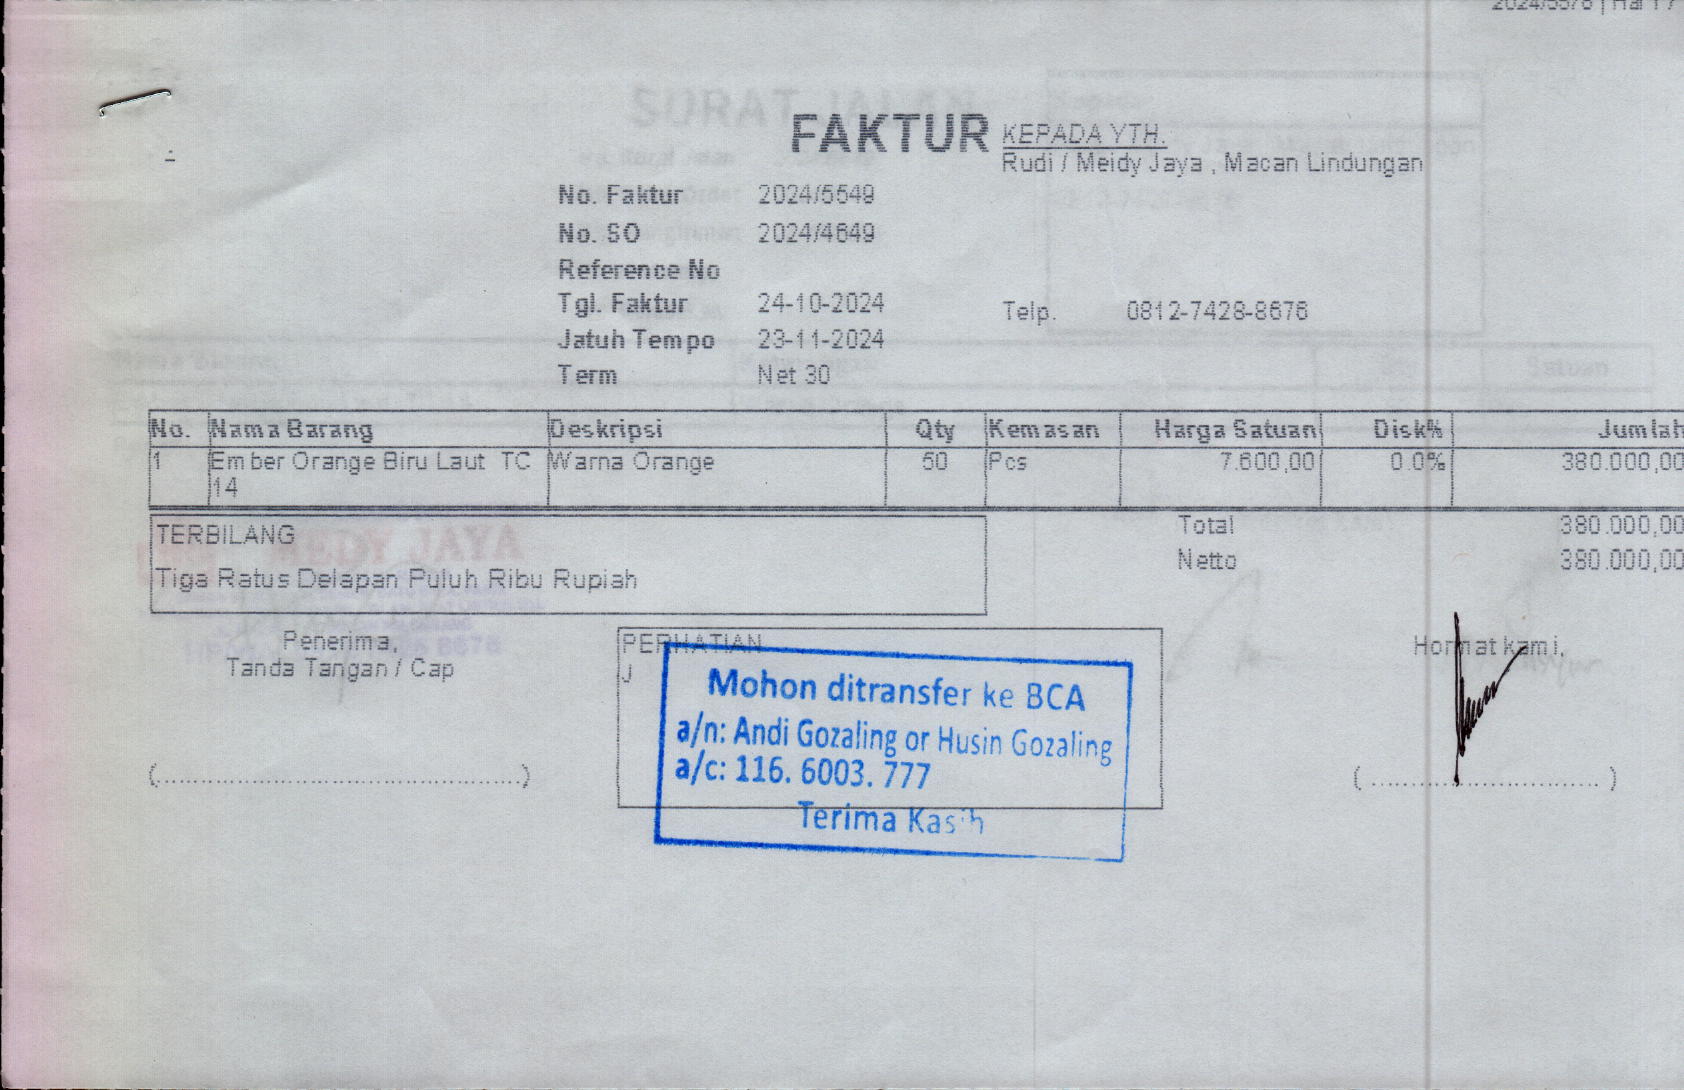 FAKTUR
KEPADA YTH.
Rudi / Meidy Jaya , Macan Lindungan
No. Faktur 2024/5549
No. SO 2024/4649
Reference No
Tgl. Faktur 24-10-2024
Telp. 0812-7428-8676
Jatuh Tempo 23-11-2024
Term Net 30
No. Nama Barang Deskripsi Qty Kemasan Harga Satuan Disk% Jumlah
1 Ember Orange Biru Laut TC Warna Orange 50 Pcs 7.600,00 0.0% 380.000,00
14
TERBILANG
Tiga Ratus Delapan Puluh Ribu Rupiah
Total 380.000,00
Netto 380.000,00
Penerima,
Tanda Tangan / Cap
PERHATIAN
J
Mohon ditransfer ke BCA
a/n: Andi Gozaling or Husin Gozaling
a/c: 116. 6003. 777
Terima Kasih
Hormat kami,
(........................................)
(..........................)
SURAT JALAN
MEDY JAYA
Satuan